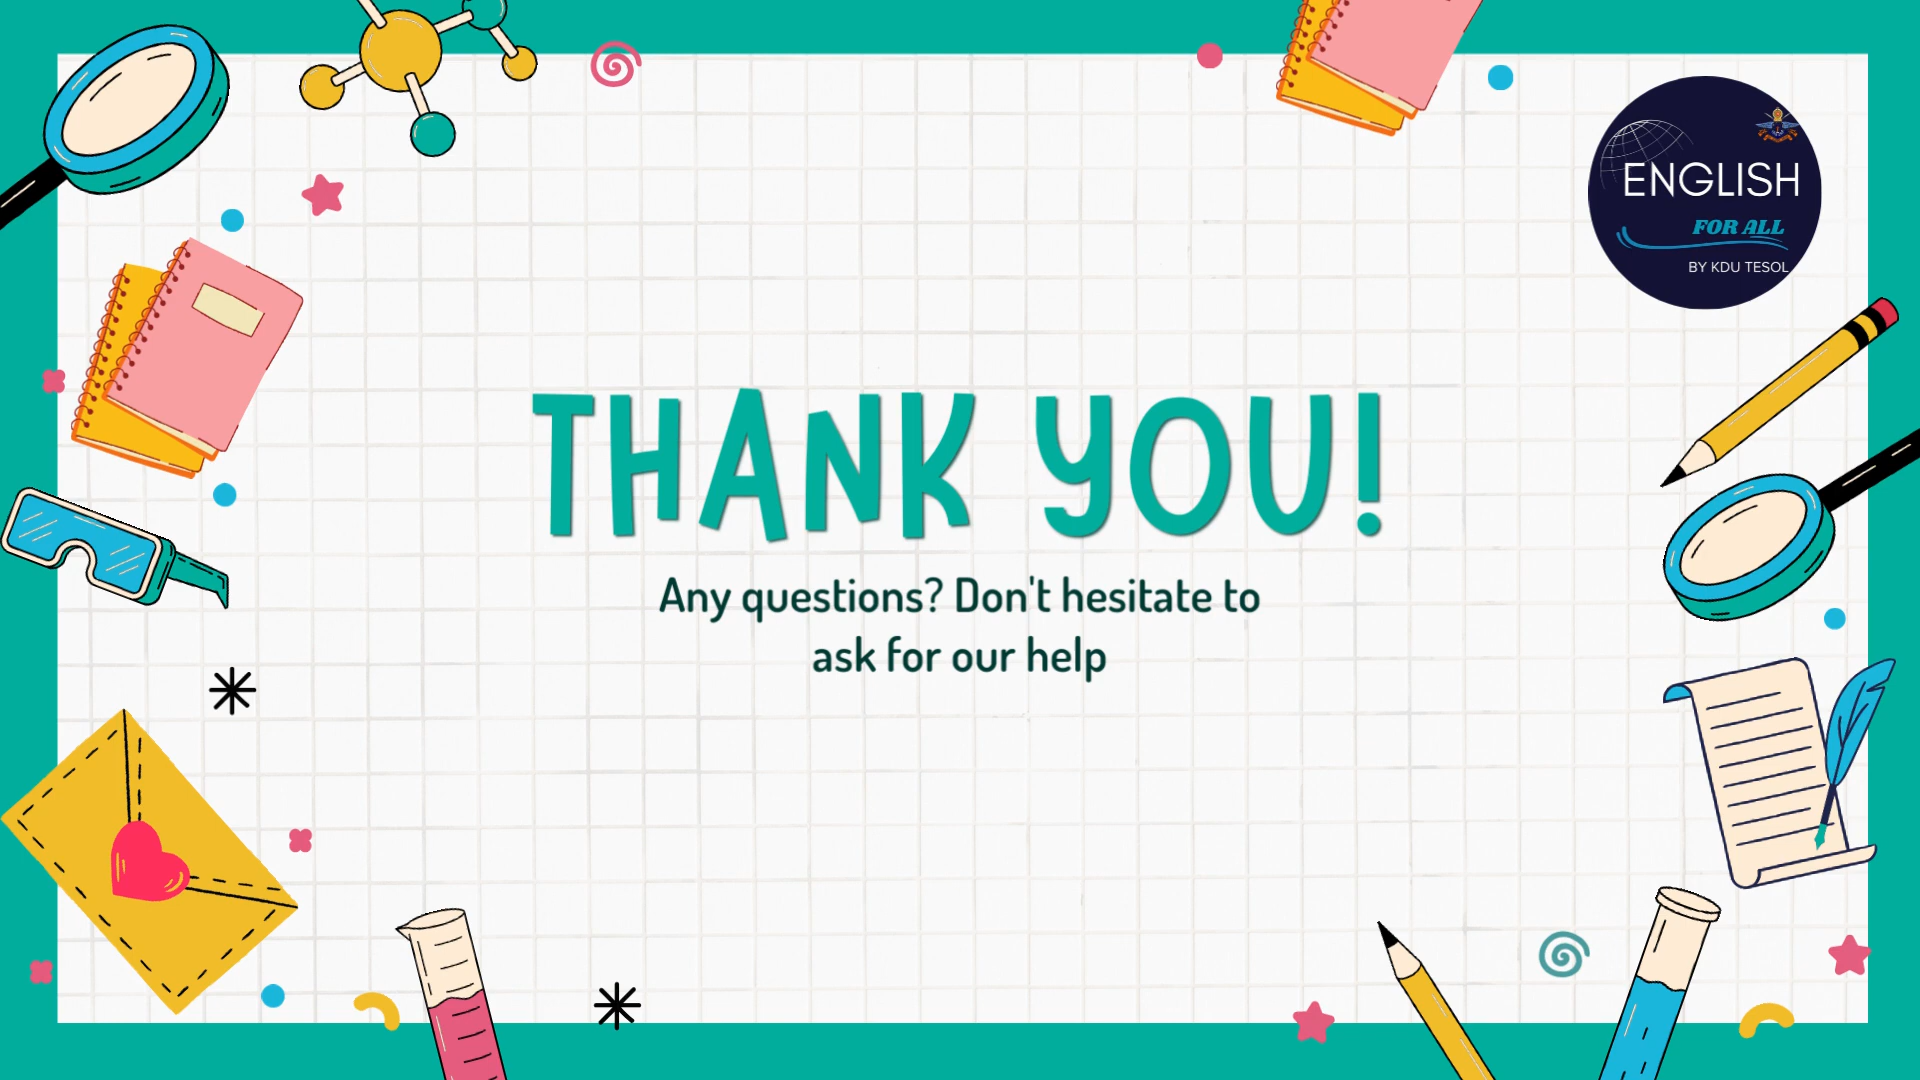 ENGLISH
FOR ALL
BY KDU TESOL
THANK YOU!
Any questions? Don't hesitate to
ask for our help